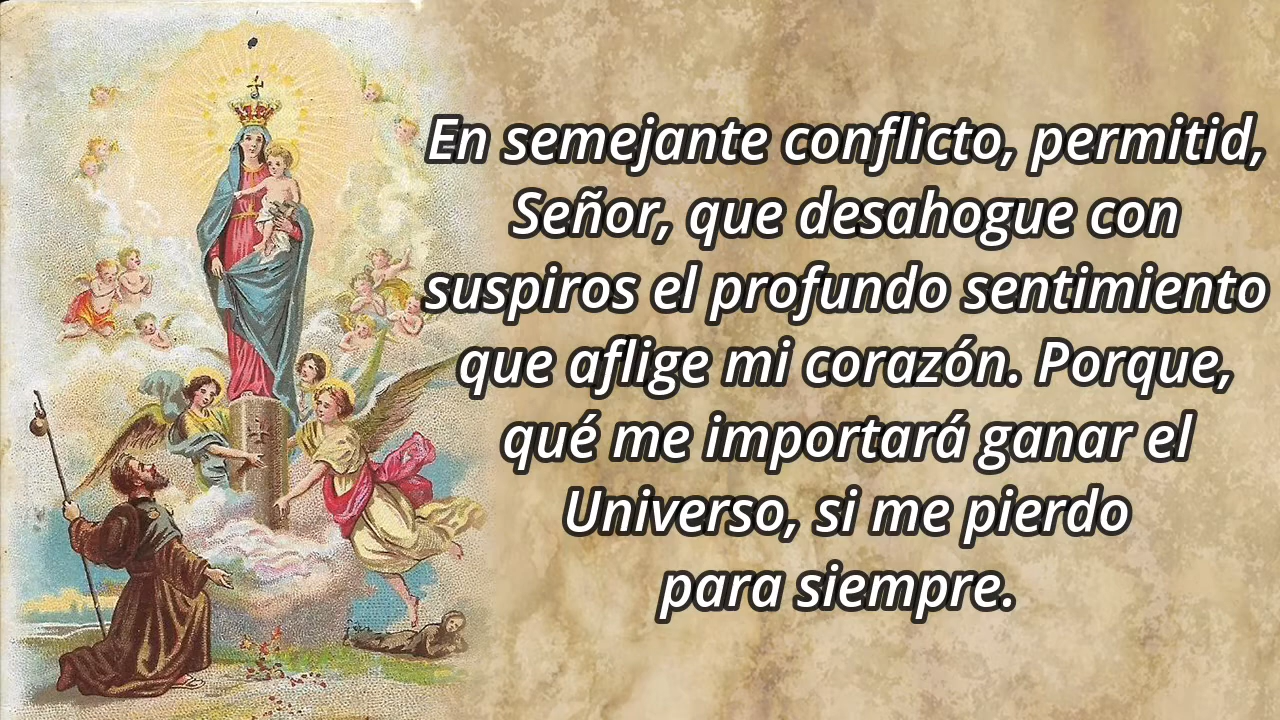 En semejante conflicto, permitid,
Señor, que desahogue con
suspiros el profundo sentimiento
que aflige mi corazón. Porque,
qué me importará ganar el
Universo, si me pierdo
para siempre.